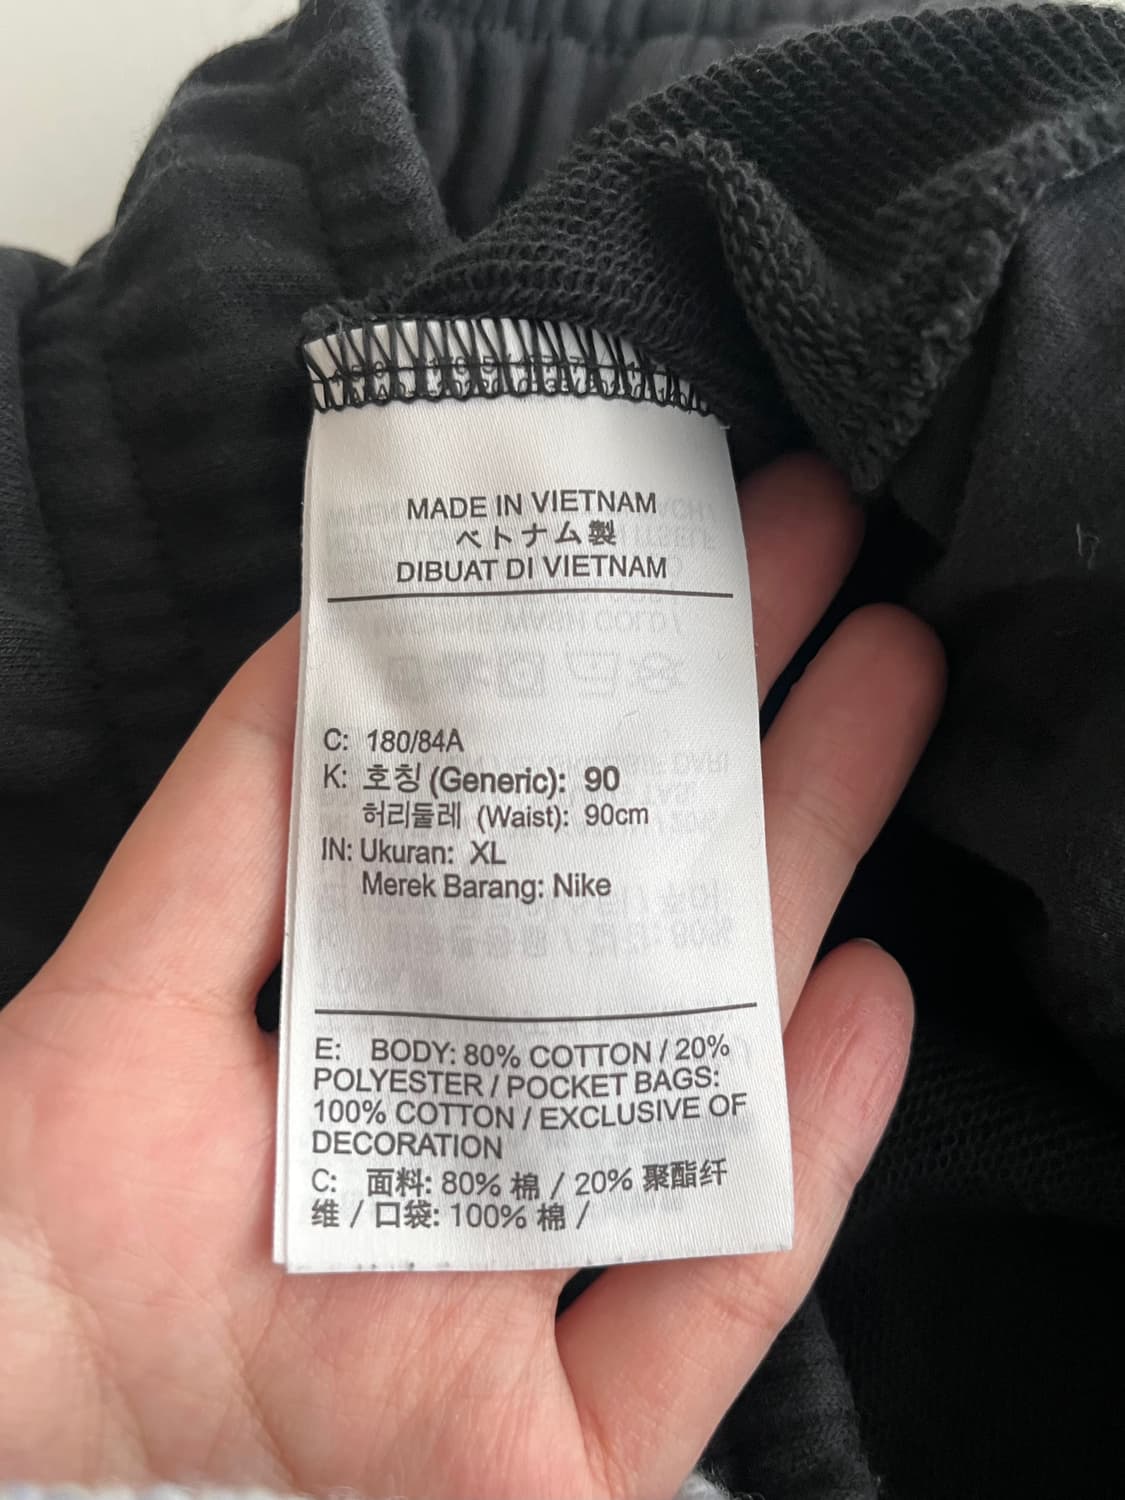 MADE IN VIETNAM
ベトナム製
DIBUAT DI VIETNAM
C: 180/84A
K: 호칭 (Generic): 90
허리둘레 (Waist): 90cm
IN: Ukuran: XL
Merek Barang: Nike
E: BODY: 80% COTTON / 20%
POLYESTER / POCKET BAGS:
100% COTTON / EXCLUSIVE OF
DECORATION
C: 面料: 80% 棉 / 20% 聚酯纤
维 / 口袋: 100% 棉 /